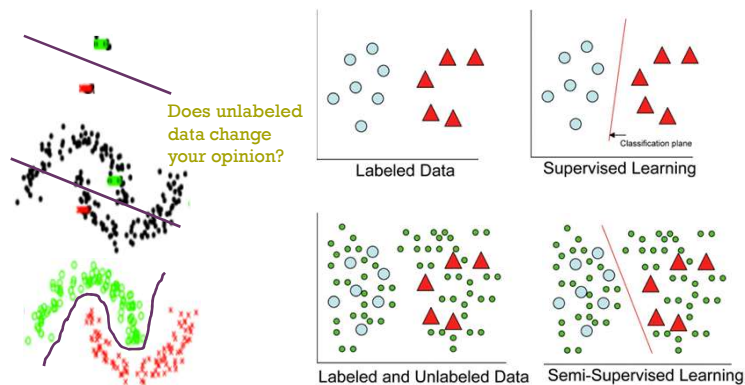 Does unlabeled
data change
your opinion?
Labeled Data
Classification plane
Supervised Learning
Labeled and Unlabeled Data
Semi-Supervised Learning